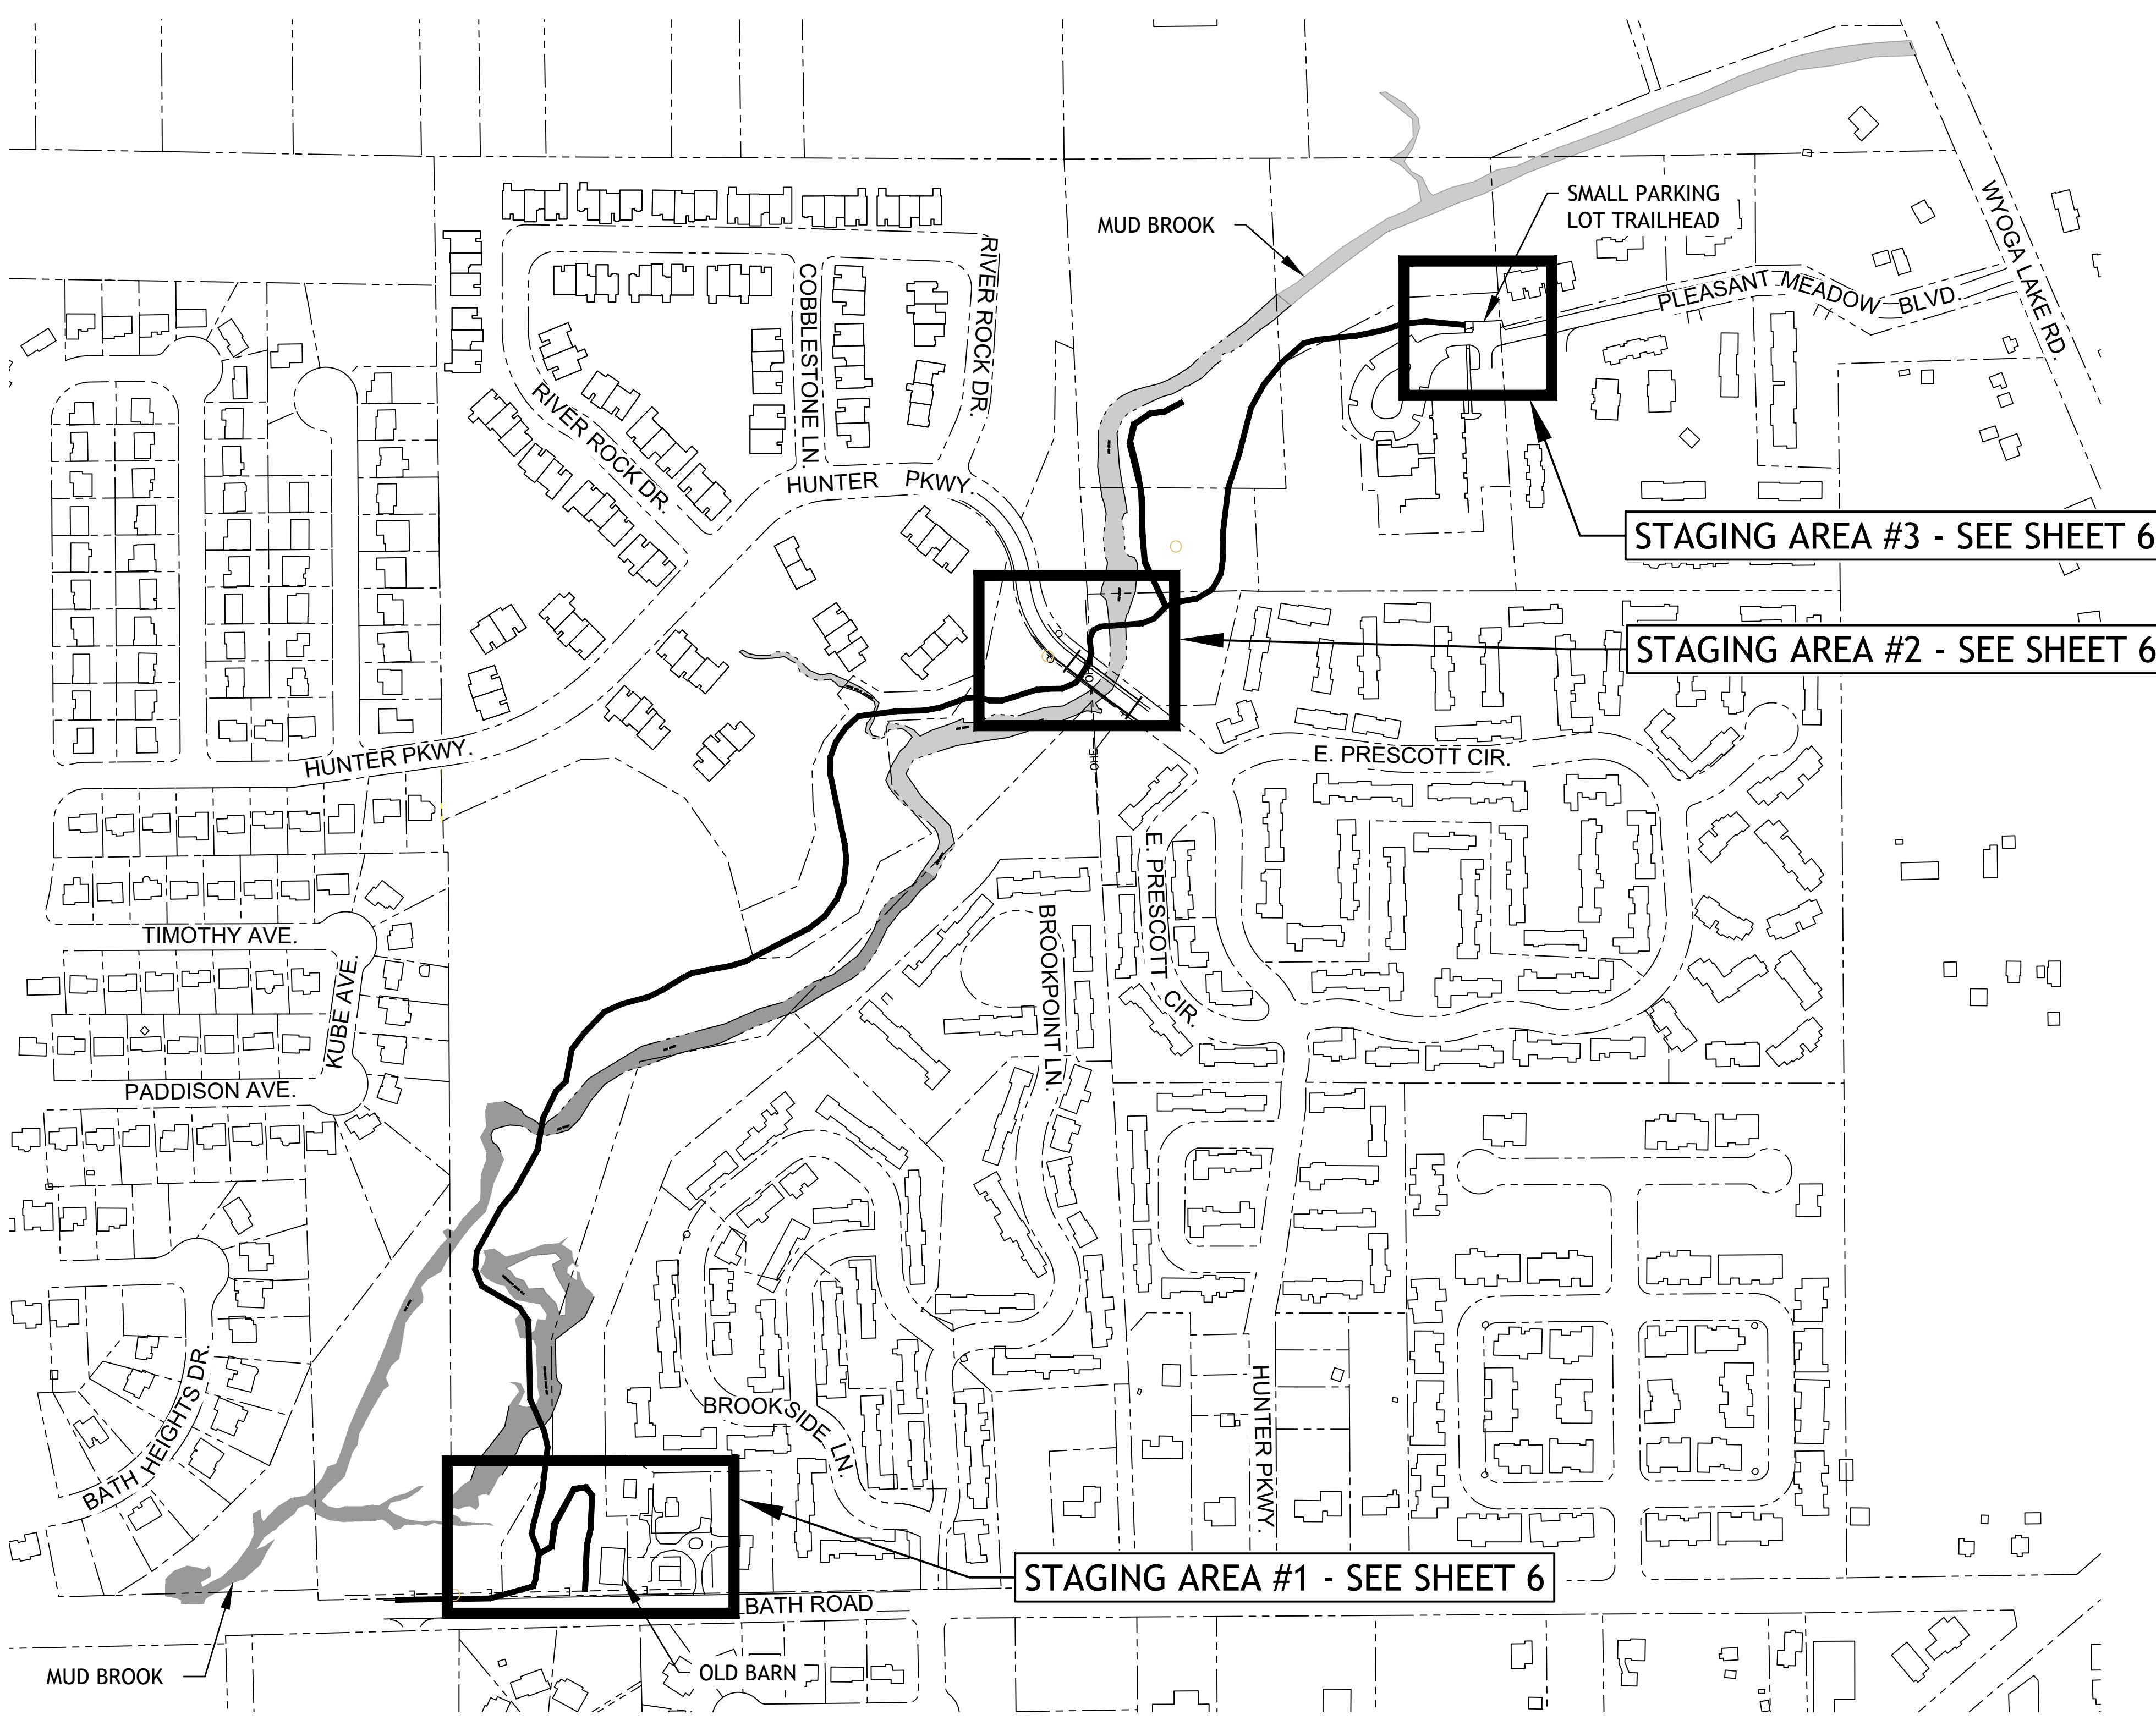 SMALL PARKING
LOT TRAILHEAD
MUD BROOK
WYOGA LAKE RD.
PLEASANT MEADOW BLVD.
RIVER ROCK DR.
COBBLESTONE LN.
RIVER ROCK DR.
HUNTER PKWY.
STAGING AREA #3 - SEE SHEET 6
STAGING AREA #2 - SEE SHEET 6
OHE
HUNTER PKWY.
E. PRESCOTT CIR.
E. PRESCOTT CIR.
BROOKPOINT LN.
TIMOTHY AVE.
KUBE AVE.
PADDISON AVE.
BATH HEIGHTS DR.
BROOKSIDE LN.
HUNTER PKWY.
STAGING AREA #1 - SEE SHEET 6
BATH ROAD
MUD BROOK
OLD BARN